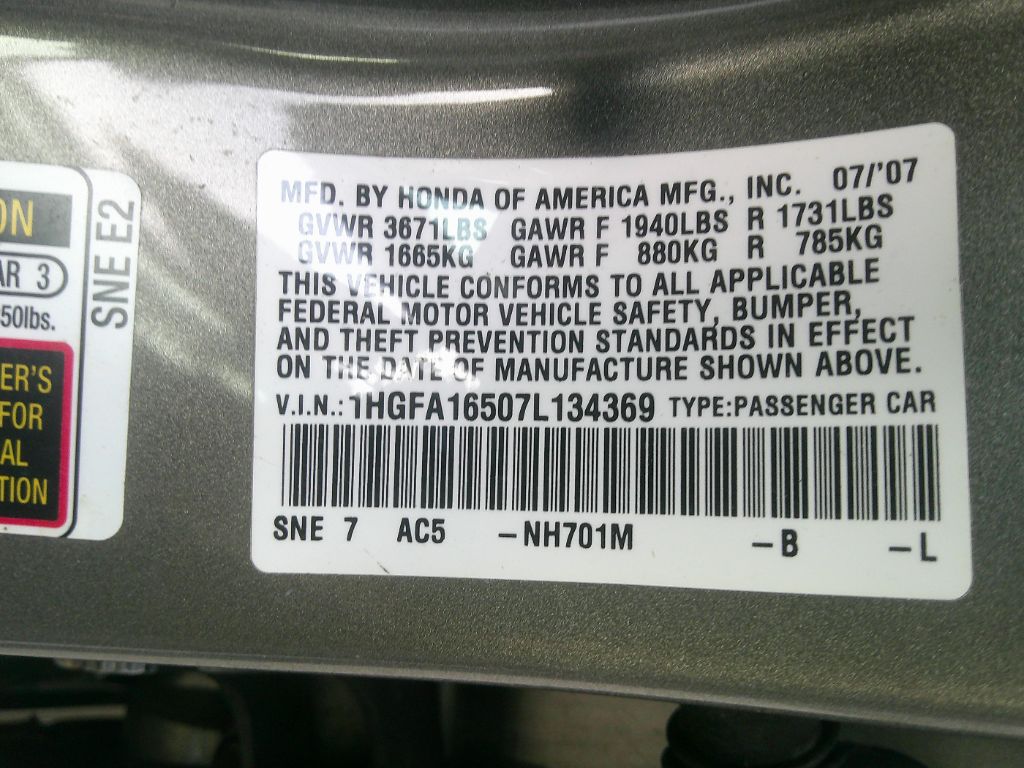 ON
AR 3
50lbs.
ER'S
FOR
AL
TION
SNE E2
MFD. BY HONDA OF AMERICA MFG., INC. 07/'07
GVWR 3671LBS GAWR F 1940LBS R 1731LBS
GVWR 1665KG GAWR F 880KG R 785KG
THIS VEHICLE CONFORMS TO ALL APPLICABLE
FEDERAL MOTOR VEHICLE SAFETY, BUMPER,
AND THEFT PREVENTION STANDARDS IN EFFECT
ON THE DATE OF MANUFACTURE SHOWN ABOVE.
V.I.N.: 1HGFA16507L134369 TYPE:PASSENGER CAR
SNE 7 AC5 -NH701M -B -L